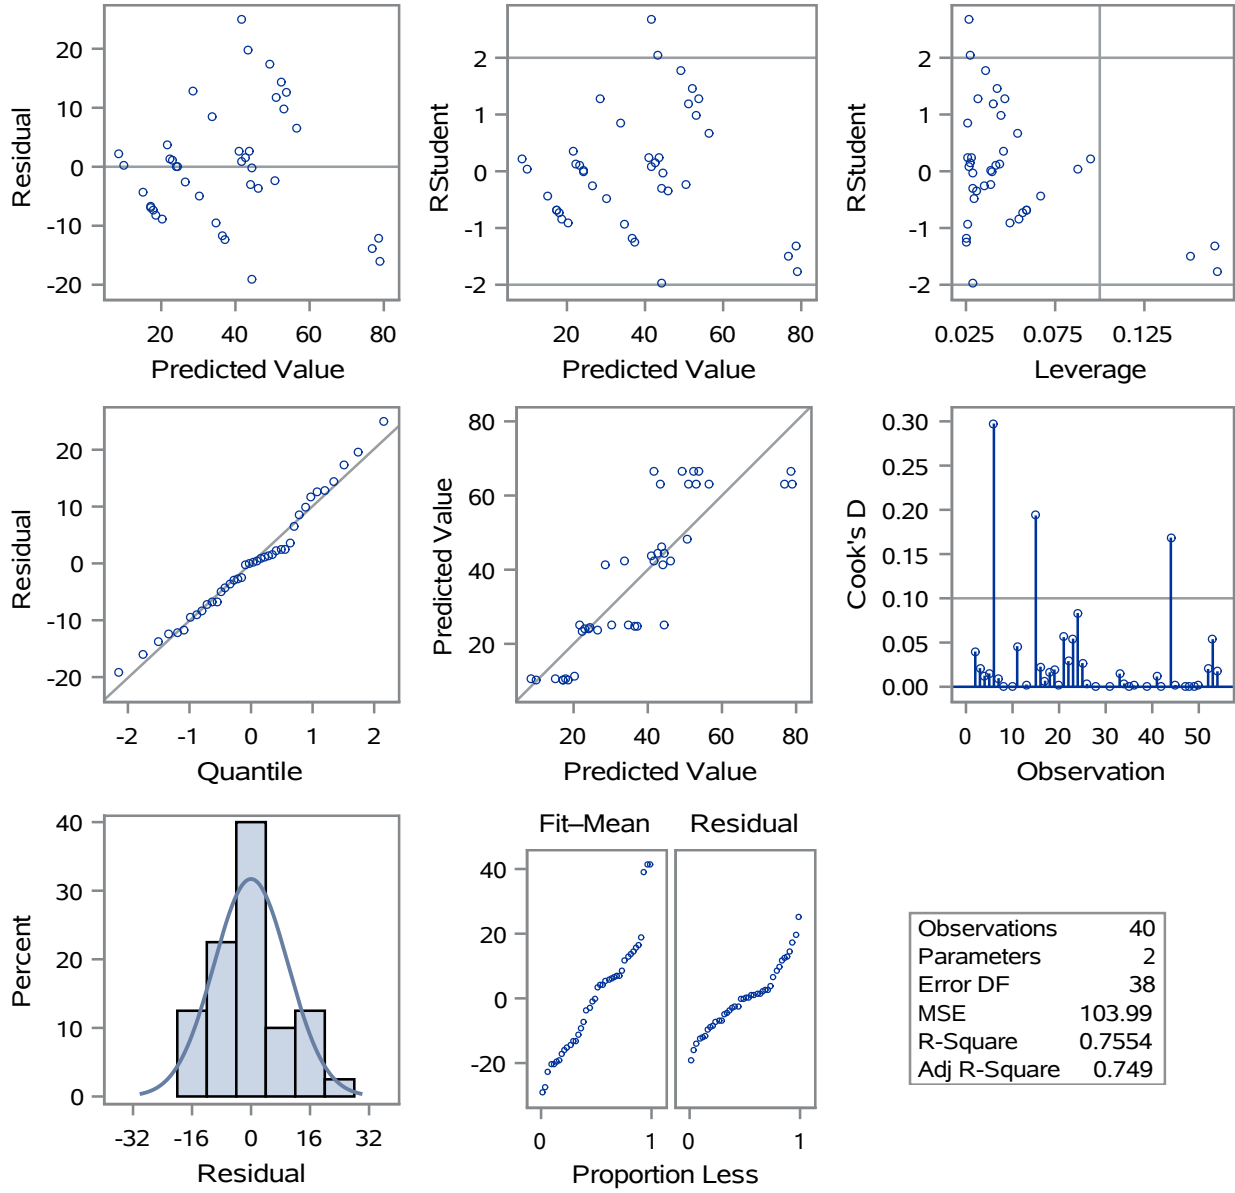 Residual
20
10
0
-10
-20
20 40 60 80
Predicted Value
RStudent
2
1
0
-1
-2
20 40 60 80
Predicted Value
RStudent
2
1
0
-1
-2
0.025 0.075 0.125
Leverage
Residual
20
10
0
-10
-20
-2 -1 0 1 2
Quantile
Predicted Value
80
60
40
20
20 40 60 80
Predicted Value
Cook's D
0.30
0.25
0.20
0.15
0.10
0.05
0.00
0 10 20 30 40 50
Observation
Percent
40
30
20
10
0
-32 -16 0 16 32
Residual
Fit–Mean Residual
40
20
0
-20
0 1 0 1
Proportion Less
Observations 40
Parameters 2
Error DF 38
MSE 103.99
R-Square 0.7554
Adj R-Square 0.749